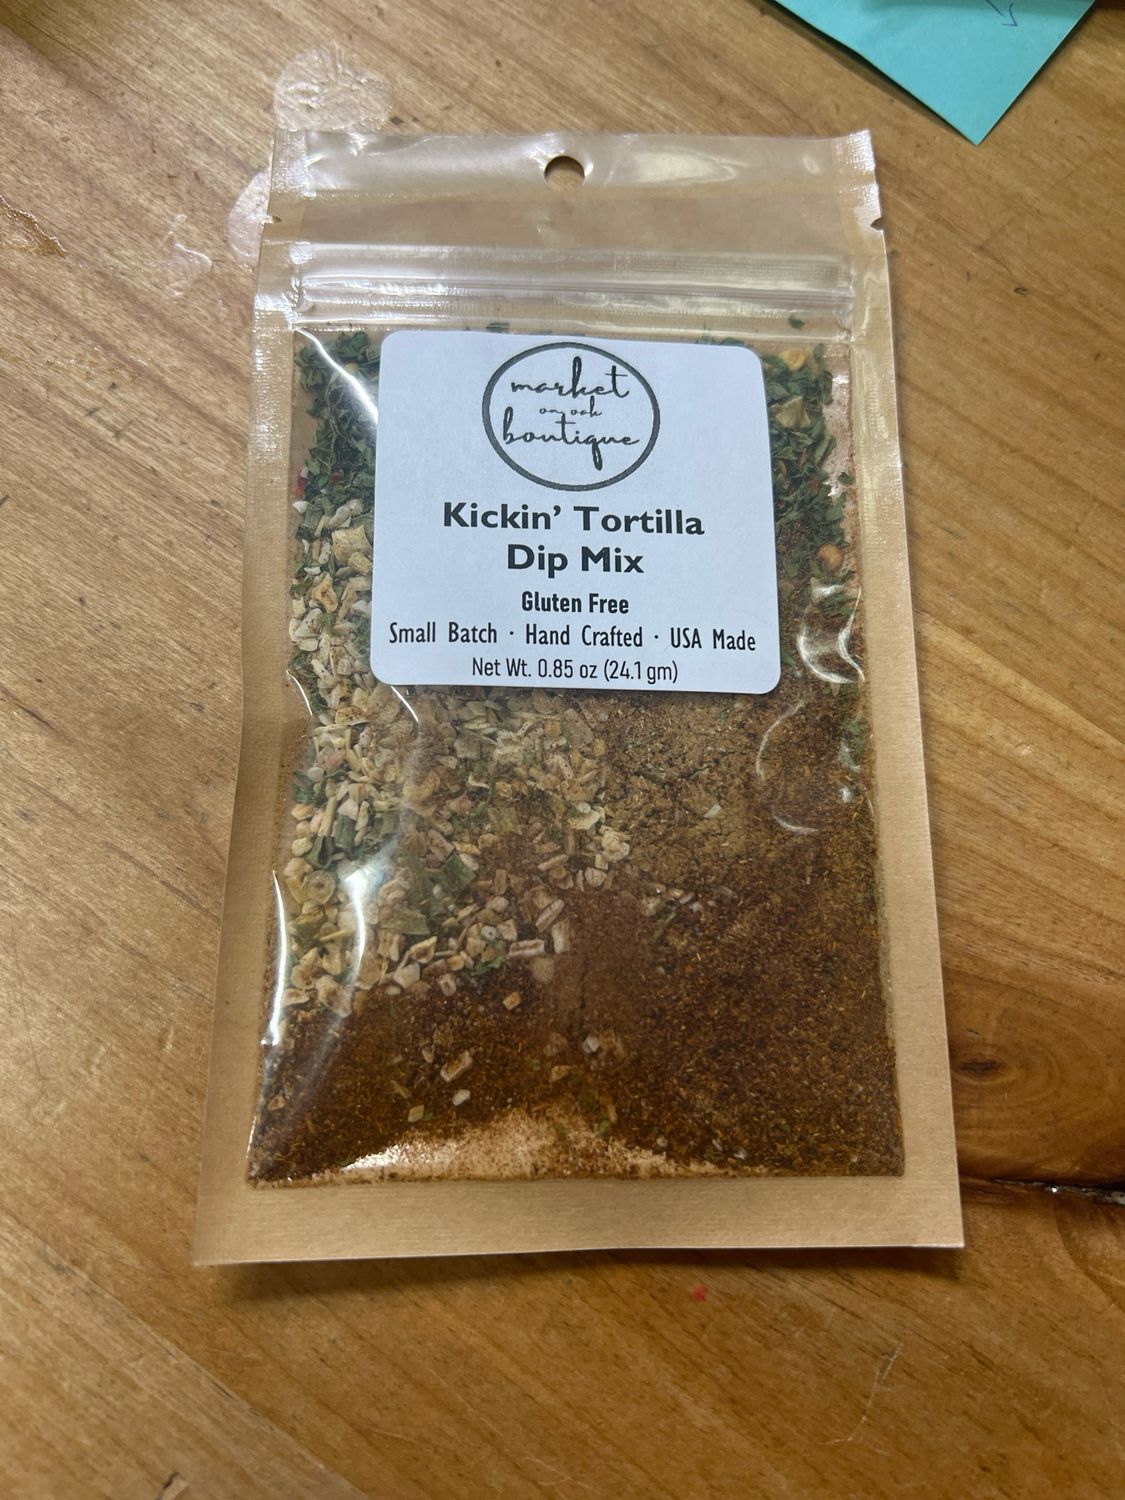 market
on oak
boutique
Kickin’ Tortilla
Dip Mix
Gluten Free
Small Batch · Hand Crafted · USA Made
Net Wt. 0.85 oz (24.1 gm)